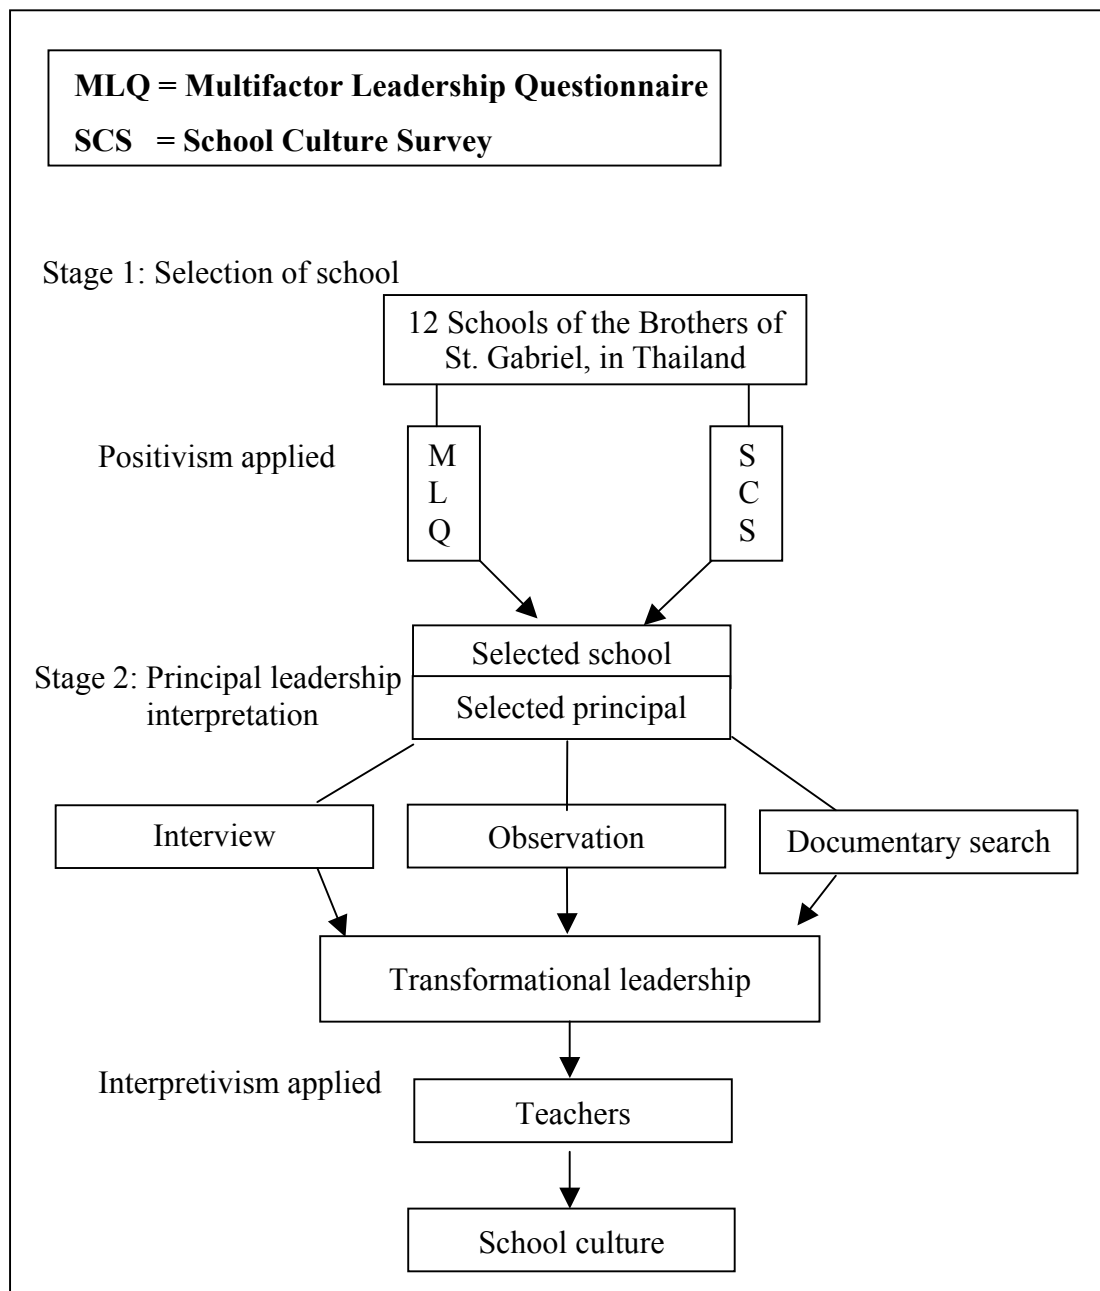 MLQ = Multifactor Leadership Questionnaire
SCS = School Culture Survey
Stage 1: Selection of school
12 Schools of the Brothers of
St. Gabriel, in Thailand
Positivism applied
M
L
Q
S
C
S
Selected school
Stage 2: Principal leadership
interpretation
Selected principal
Interview
Observation
Documentary search
Transformational leadership
Interpretivism applied
Teachers
School culture